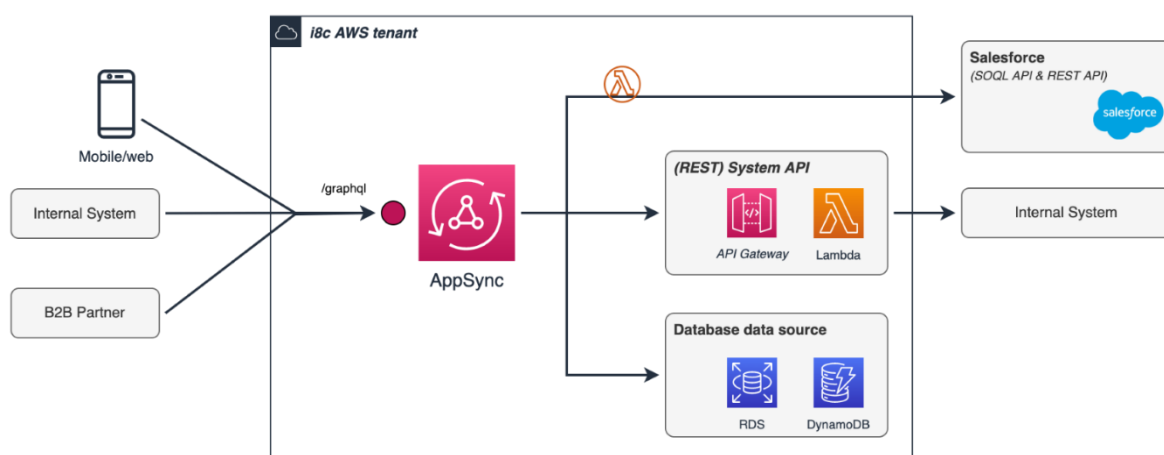 i8c AWS tenant
Salesforce
(SOQL API & REST API)
salesforce
Mobile/web
/graphql
(REST) System API
Internal System
Internal System
API Gateway
Lambda
AppSync
B2B Partner
Database data source
RDS
DynamoDB